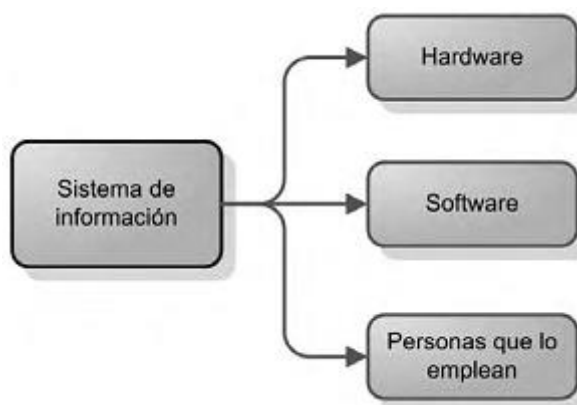 Hardware
Sistema de
información
Software
Personas que lo
emplean